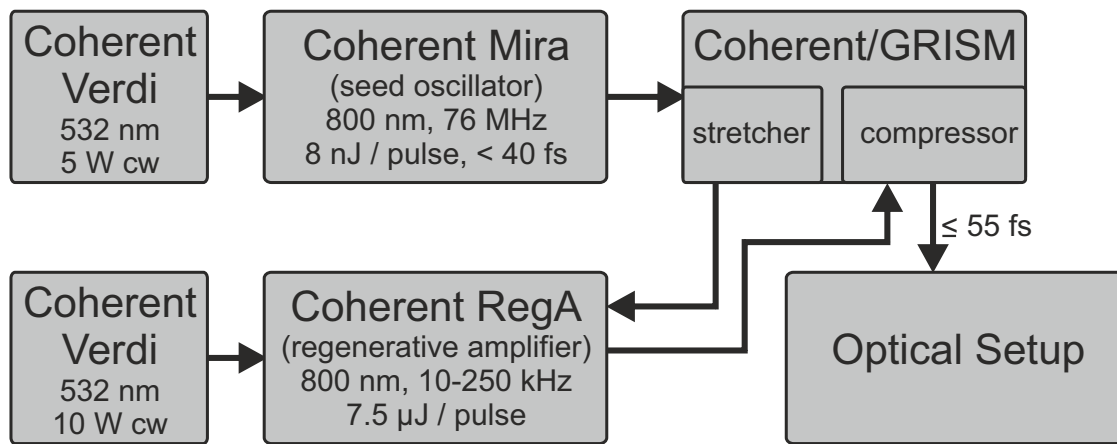 Coherent
Verdi
532 nm
5 W cw
Coherent Mira
(seed oscillator)
800 nm, 76 MHz
8 nJ / pulse, < 40 fs
Coherent/GRISM
stretcher
compressor
≤ 55 fs
Coherent
Verdi
532 nm
10 W cw
Coherent RegA
(regenerative amplifier)
800 nm, 10-250 kHz
7.5 µJ / pulse
Optical Setup